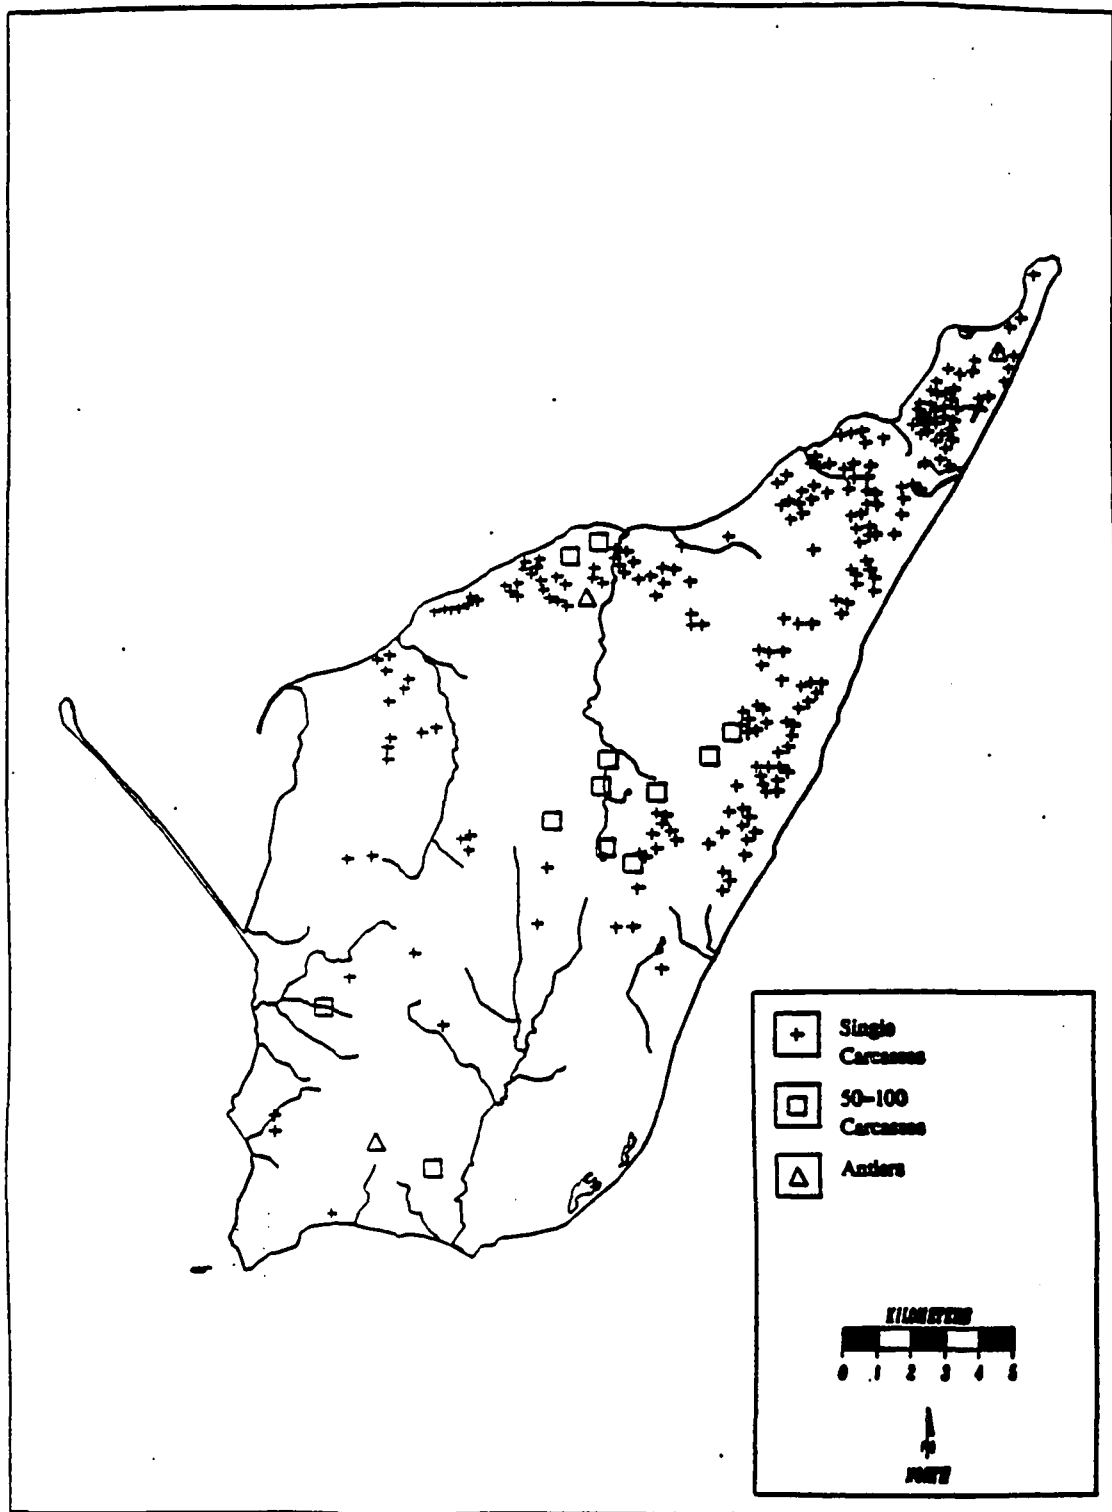 Single
Carcasses
50-100
Carcasses
Antlers
KILOMETERS
0 1 2 3 4 5
NORTH